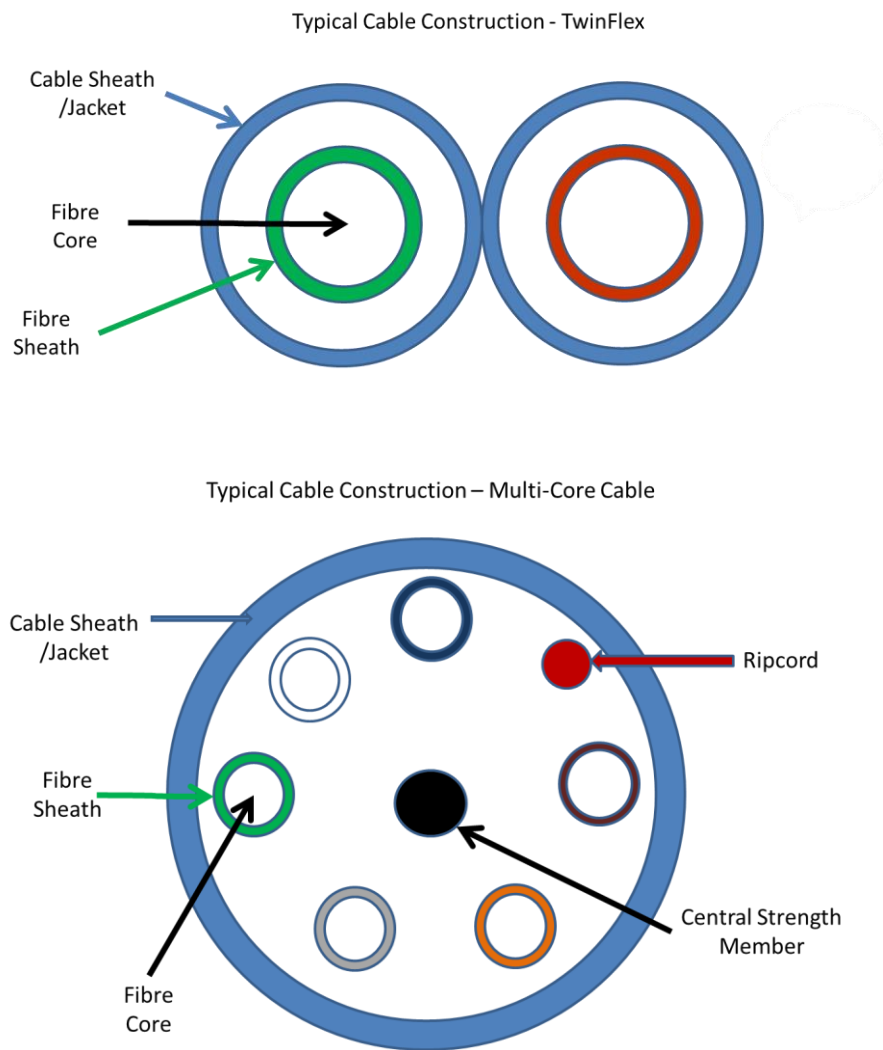 Typical Cable Construction - TwinFlex
Cable Sheath
/Jacket
Fibre
Core
Fibre
Sheath
Typical Cable Construction – Multi-Core Cable
Cable Sheath
/Jacket
Ripcord
Fibre
Sheath
Central Strength
Member
Fibre
Core